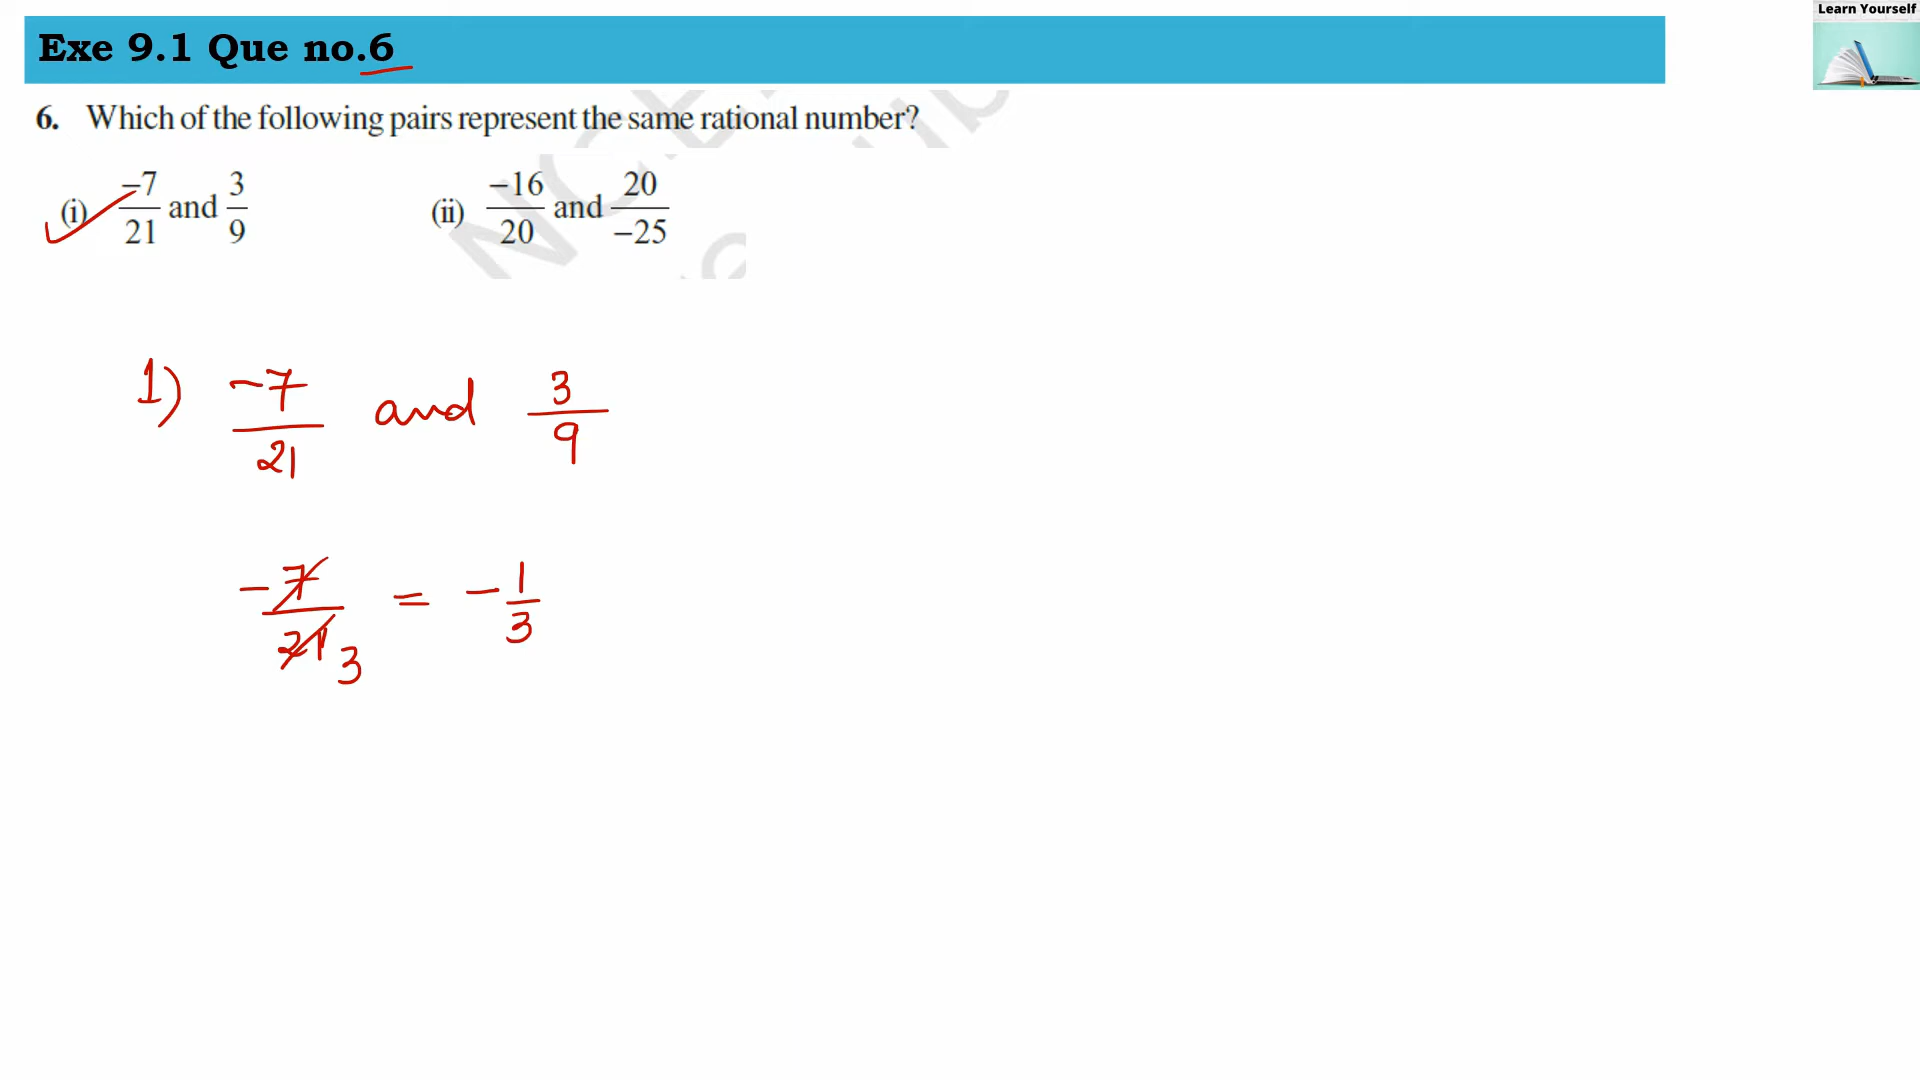 Learn Yourself
Exe 9.1 Que no.6
6. Which of the following pairs represent the same rational number?
(i) −7/21 and 3/9 (ii) −16/20 and 20/−25
1) −7/21 and 3/9
−7/21 3 = −1/3